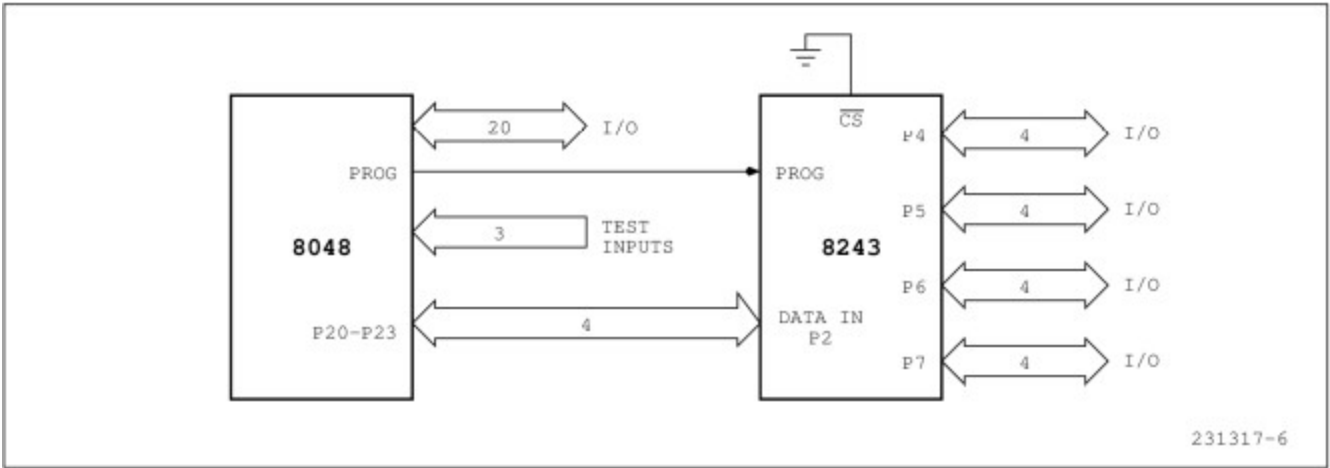 CS
20
I/O
P4
4
I/O
PROG
PROG
P5
4
I/O
3
TEST
INPUTS
8048
8243
P6
4
I/O
P20-P23
4
DATA IN
P2
P7
4
I/O
231317-6